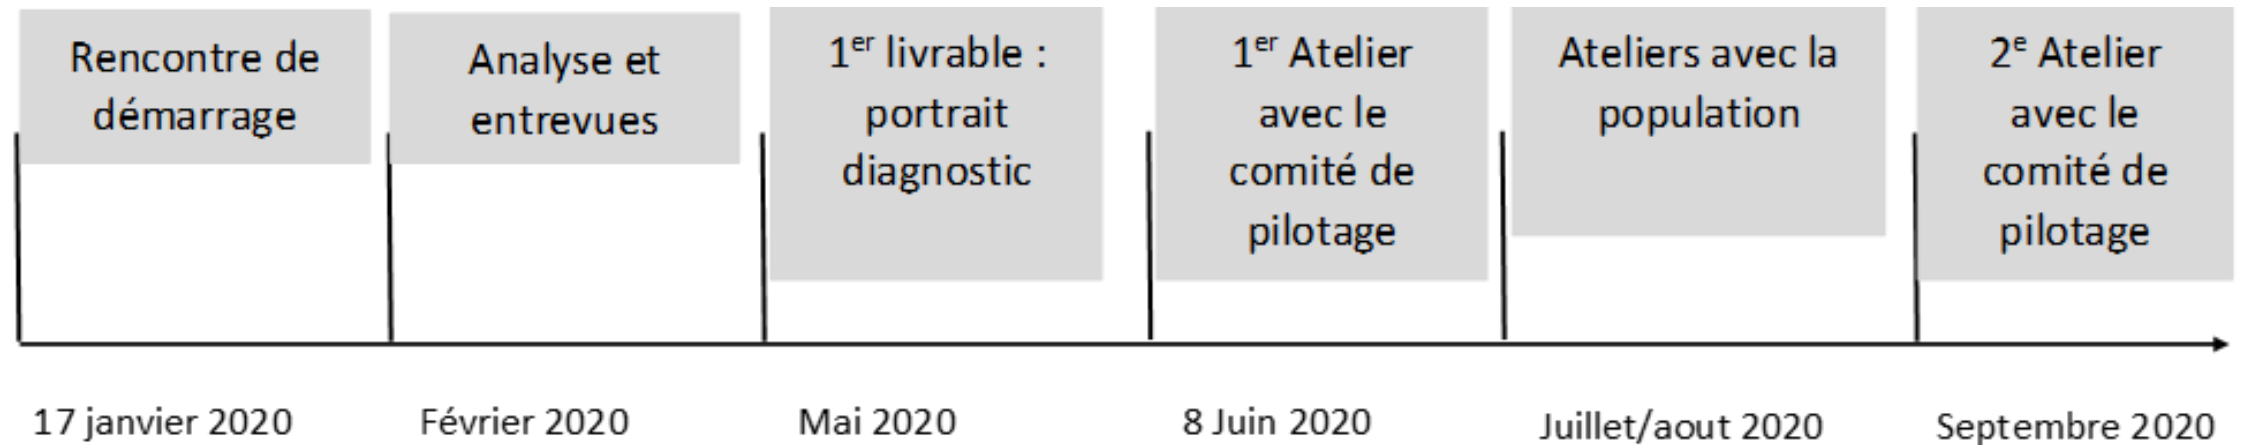 Rencontre de
démarrage
Analyse et
entrevues
1er livrable :
portrait
diagnostic
1er Atelier
avec le
comité de
pilotage
Ateliers avec la
population
2e Atelier
avec le
comité de
pilotage
17 janvier 2020
Février 2020
Mai 2020
8 Juin 2020
Juillet/aout 2020
Septembre 2020